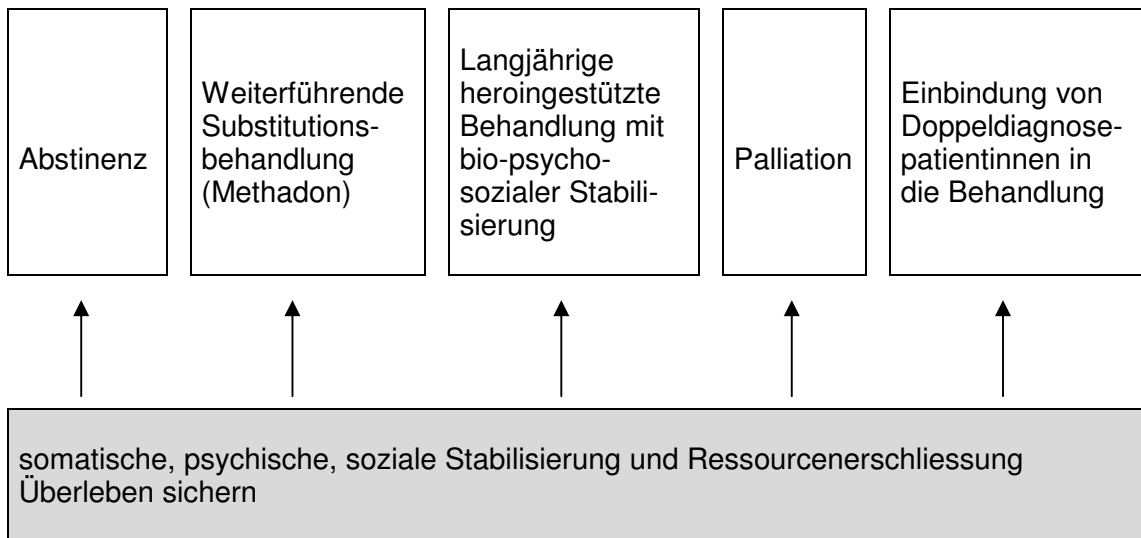 Abstinenz
Weiterführende
Substitutions-
behandlung
(Methadon)
Langjährige
heroingestützte
Behandlung mit
bio-psycho-
sozialer Stabili-
sierung
Palliation
Einbindung von
Doppeldiagnose-
patientinnen in
die Behandlung
somatische, psychische, soziale Stabilisierung und Ressourcenerschliessung
Überleben sichern